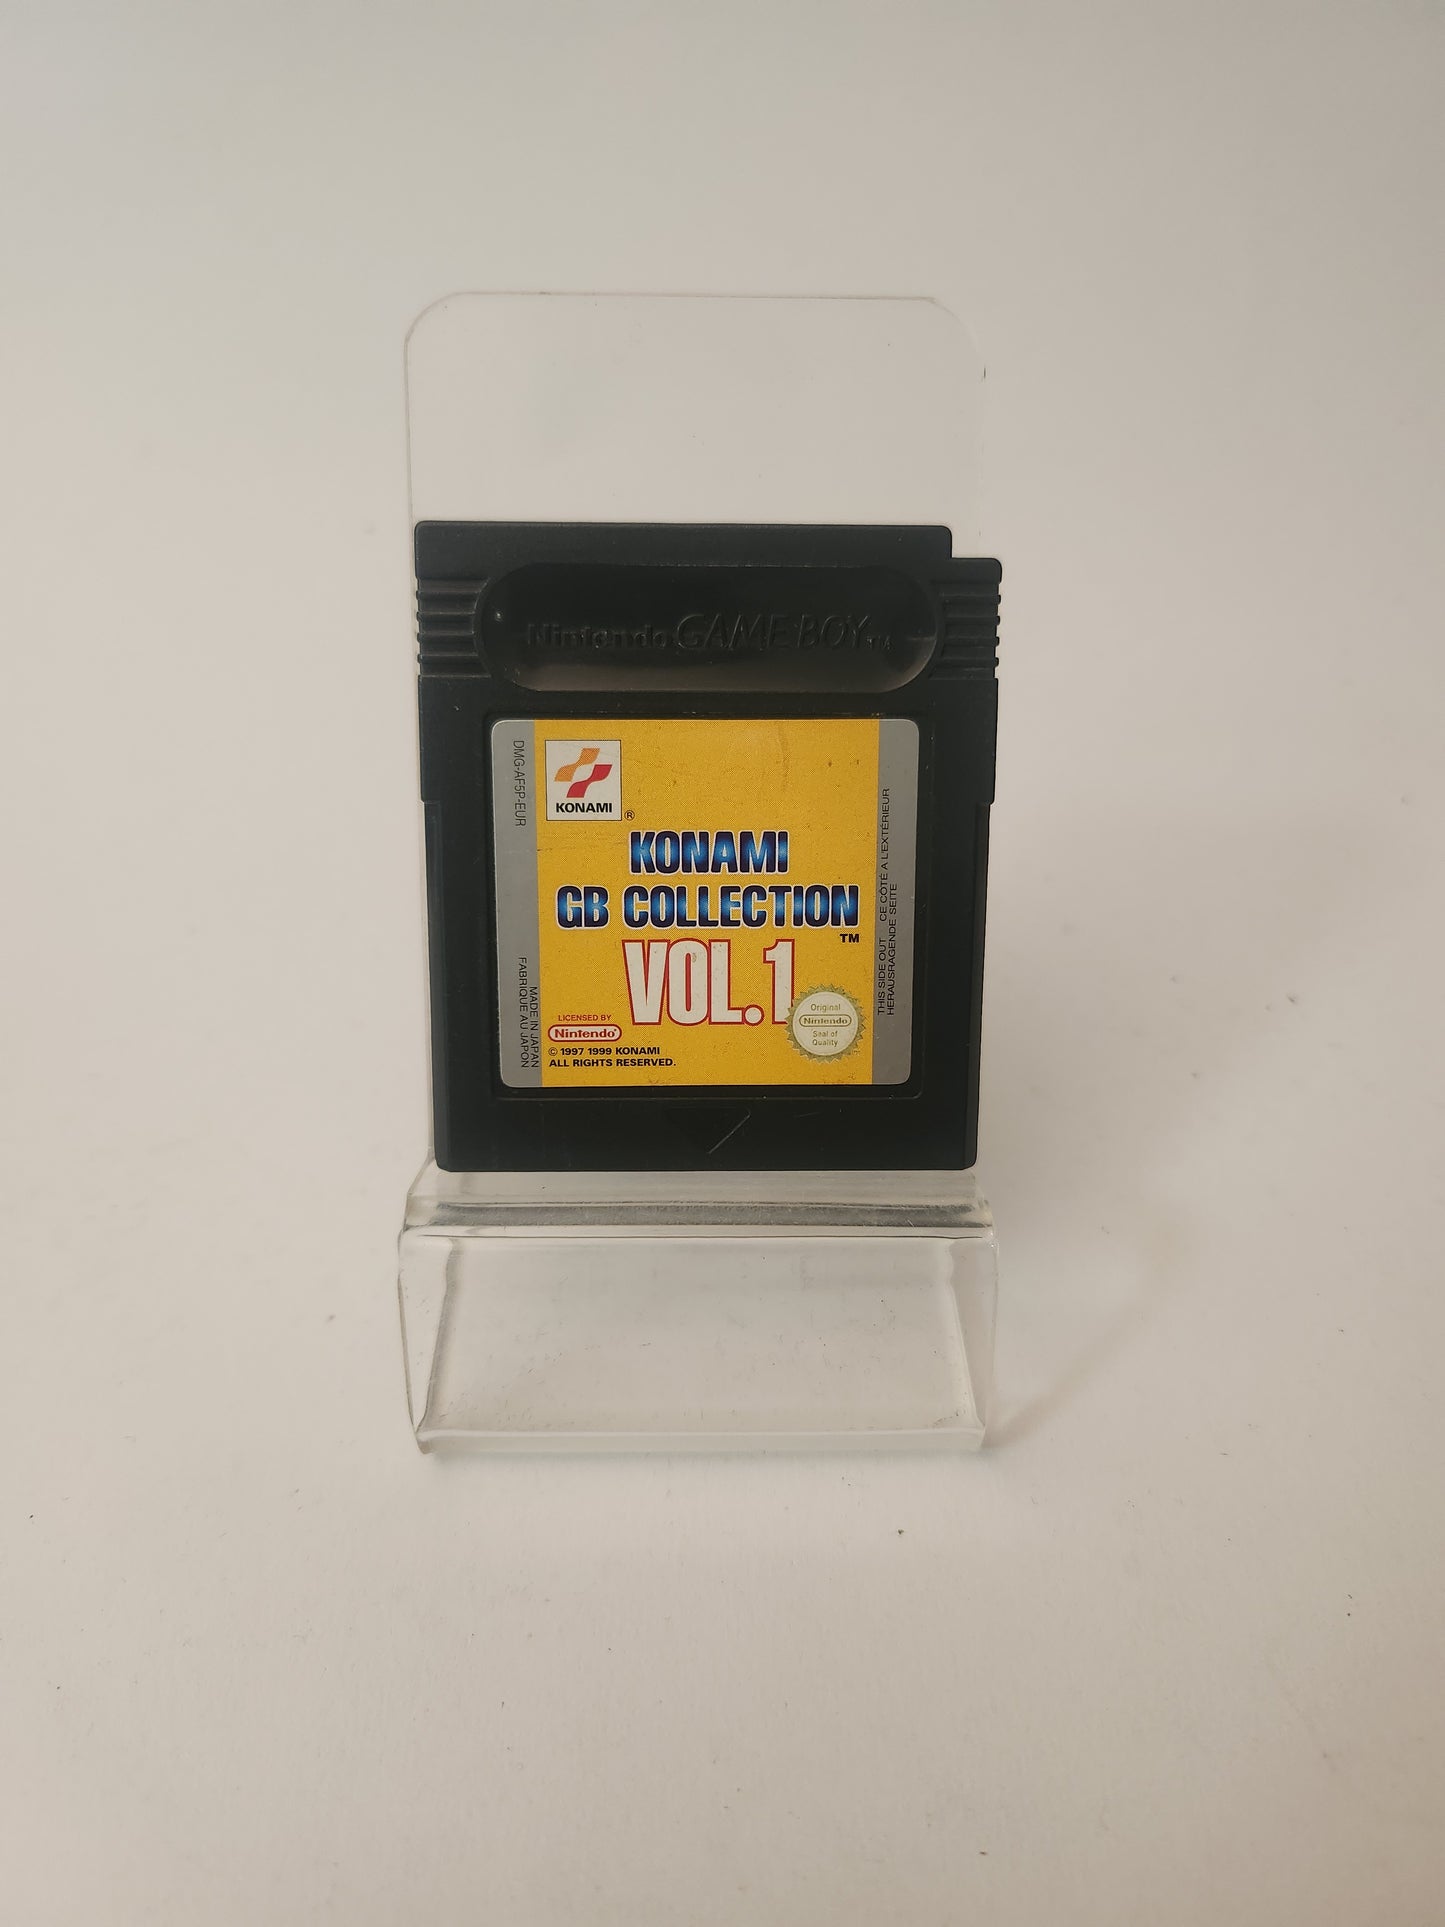 Nintendo GAME BOY TM
DMG-AF5P-EUR
KONAMI
®
KONAMI
GB COLLECTION
TM
VOL.1
LICENSED BY
Nintendo®
© 1997 1999 KONAMI
ALL RIGHTS RESERVED.
Original
Nintendo
Seal of
Quality
MADE IN JAPAN
FABRIQUE AU JAPON
THIS SIDE OUT CE CÔTÉ A L'EXTÉRIEUR
HERAUSRAGENDE SEITE